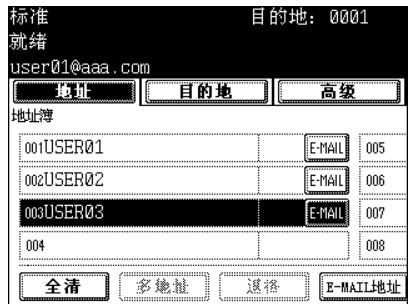 标准 目的地: 0001
就绪
user01@aaa.com
地址 目的地 高级
地址簿
001USER01 E-MAIL 005
002USER02 E-MAIL 006
003USER03 E-MAIL 007
004 008
全清 多地址 退格 E-MAIL地址